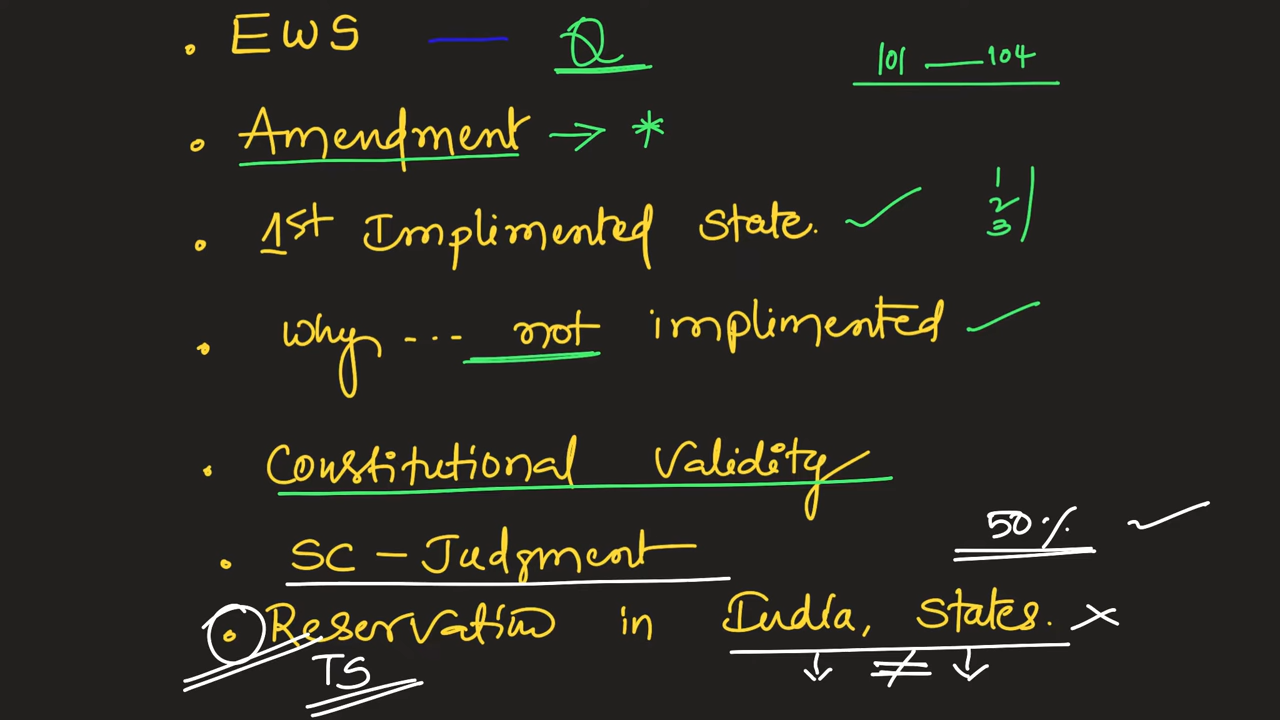 . EWS — Q
101 — 104
. Amendment → *
. 1st Implimented State. ✓
1
2
3
. why ... not implimented ✓
. Constitutional Validity
50% ✓
. SC - Judgment
. Reservation in India, States. ×
TS
↓ ≠ ↓